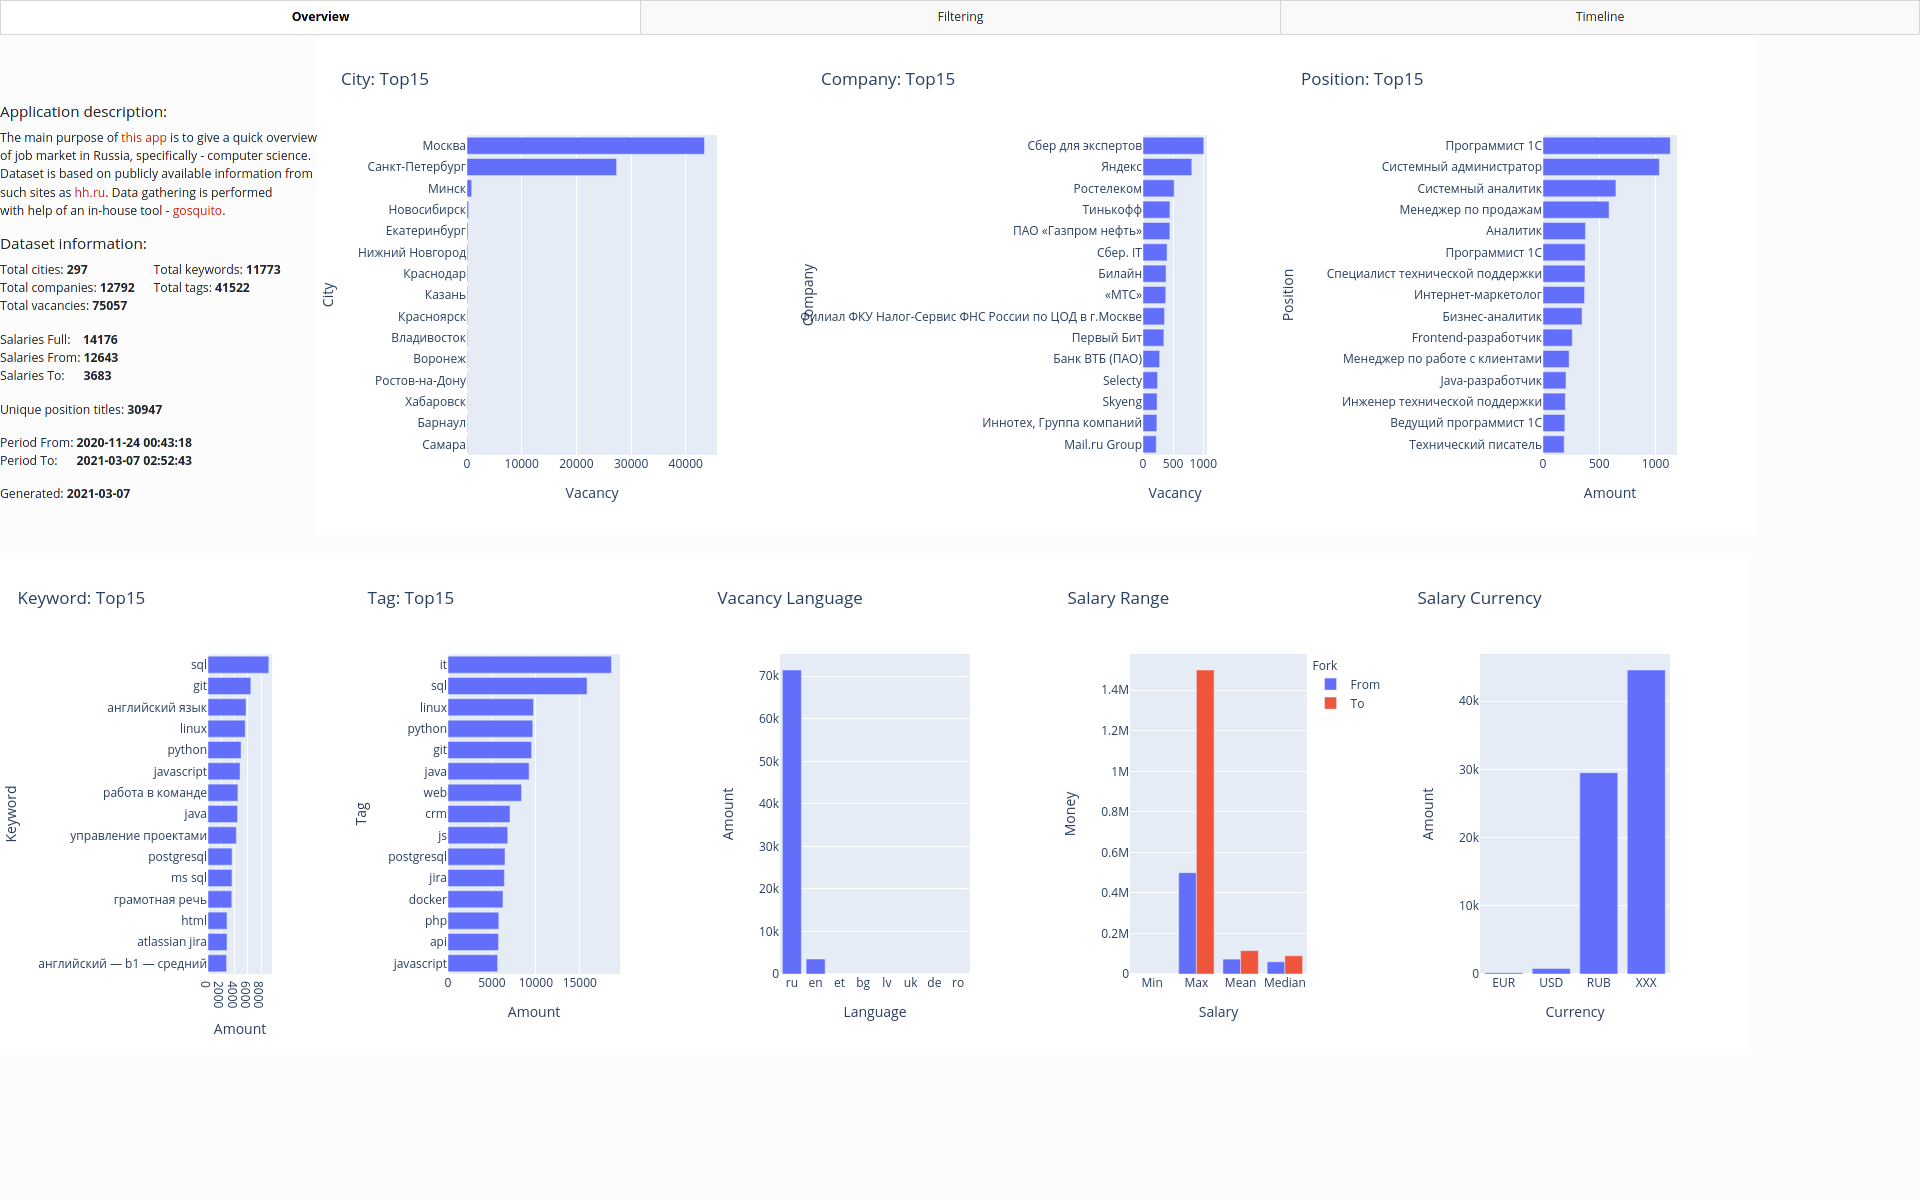 Overview
Filtering
Timeline
Application description:
The main purpose of this app is to give a quick overview
of job market in Russia, specifically - computer science.
Dataset is based on publicly available information from
such sites as hh.ru. Data gathering is performed
with help of an in-house tool - gosquito.
Dataset information:
Total cities: 297 Total keywords: 11773
Total companies: 12792 Total tags: 41522
Total vacancies: 75057
Salaries Full: 14176
Salaries From: 12643
Salaries To: 3683
Unique position titles: 30947
Period From: 2020-11-24 00:43:18
Period To: 2021-03-07 02:52:43
Generated: 2021-03-07
City: Top15
City
Москва
Санкт-Петербург
Минск
Новосибирск
Екатеринбург
Нижний Новгород
Краснодар
Казань
Красноярск
Владивосток
Воронеж
Ростов-на-Дону
Хабаровск
Барнаул
Самара
0 10000 20000 30000 40000
Vacancy
Company: Top15
Company
Сбер для экспертов
Яндекс
Ростелеком
Тинькофф
ПАО «Газпром нефть»
Сбер. IT
Билайн
«МТС»
Филиал ФКУ Налог-Сервис ФНС России по ЦОД в г.Москве
Первый Бит
Банк ВТБ (ПАО)
Selecty
Skyeng
Иннотех, Группа компаний
Mail.ru Group
0 500 1000
Vacancy
Position: Top15
Position
Программист 1С
Системный администратор
Системный аналитик
Менеджер по продажам
Аналитик
Программист 1C
Специалист технической поддержки
Интернет-маркетолог
Бизнес-аналитик
Frontend-разработчик
Менеджер по работе с клиентами
Java-разработчик
Инженер технической поддержки
Ведущий программист 1С
Технический писатель
0 500 1000
Amount
Keyword: Top15
Keyword
sql
git
английский язык
linux
python
javascript
работа в команде
java
управление проектами
postgresql
ms sql
грамотная речь
html
atlassian jira
английский — b1 — средний
0 2000 4000 6000 8000
Amount
Tag: Top15
Tag
it
sql
linux
python
git
java
web
crm
js
postgresql
jira
docker
php
api
javascript
0 5000 10000 15000
Amount
Vacancy Language
Amount
70k
60k
50k
40k
30k
20k
10k
0
ru en et bg lv uk de ro
Language
Salary Range
Money
1.4M
1.2M
1M
0.8M
0.6M
0.4M
0.2M
0
Min Max Mean Median
Salary
Fork
From
To
Salary Currency
Amount
40k
30k
20k
10k
0
EUR USD RUB XXX
Currency